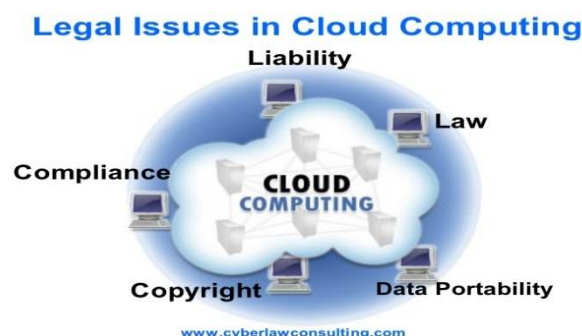 Legal Issues in Cloud Computing
Liability
Law
Compliance
CLOUD
COMPUTING
Copyright
Data Portability
www.cyberlawconsulting.com